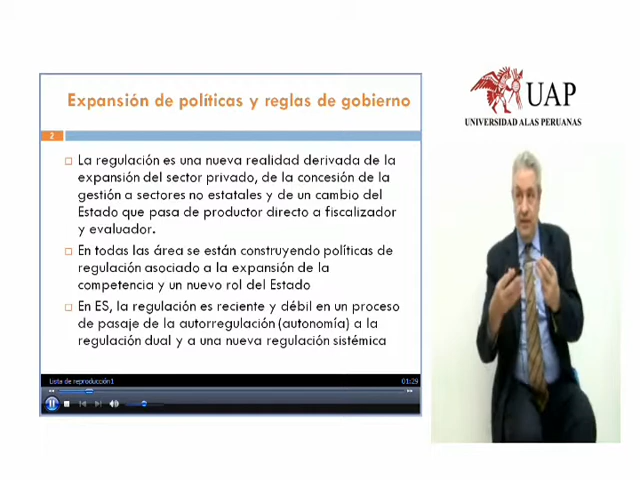 Expansión de políticas y reglas de gobierno
2
La regulación es una nueva realidad derivada de la
expansión del sector privado, de la concesión de la
gestión a sectores no estatales y de un cambio del
Estado que pasa de productor directo a fiscalizador
y evaluador.
En todas las área se están construyendo políticas de
regulación asociado a la expansión de la
competencia y un nuevo rol del Estado
En ES, la regulación es reciente y débil en un proceso
de pasaje de la autorregulación (autonomía) a la
regulación dual y a una nueva regulación sistémica
Lista de reproducción1
01:29
UAP
UNIVERSIDAD ALAS PERUANAS